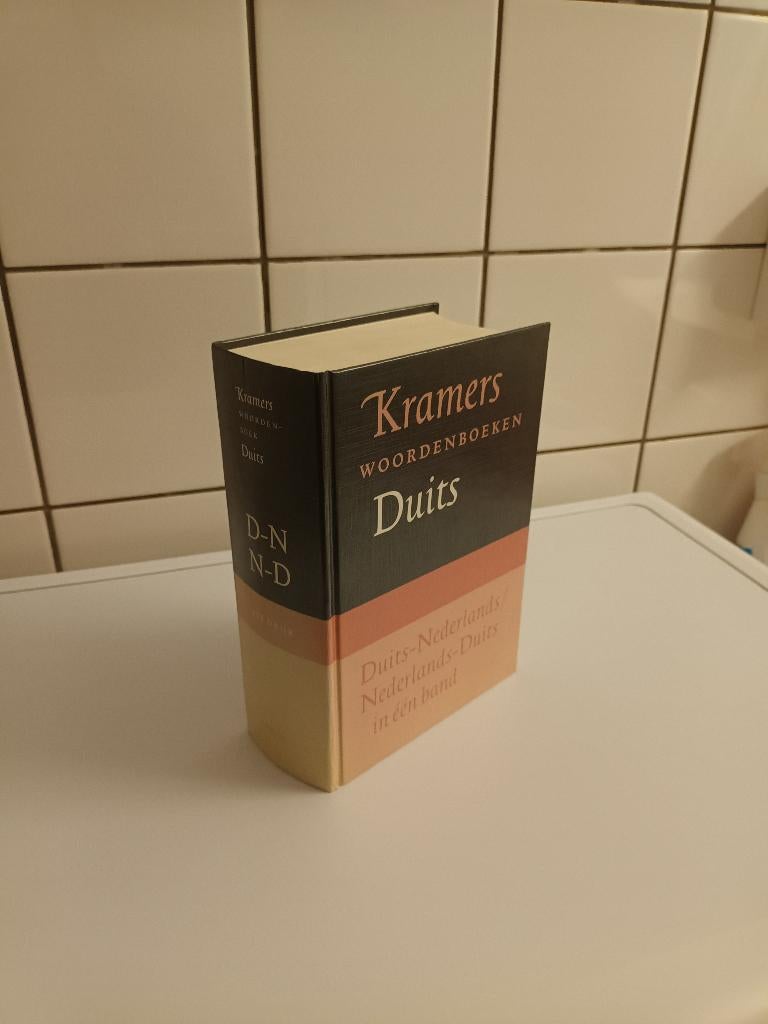 Kramers
WOORDEN-
BOEK
Duits
D-N
N-D
Kramers
WOORDENBOEKEN
Duits
Duits-Nederlands/
Nederlands-Duits
in één band